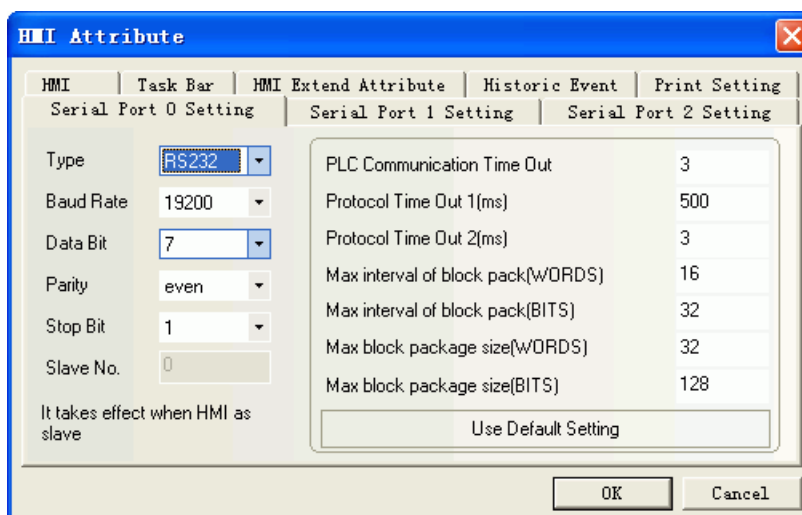 HMI Attribute
HMI
Task Bar
HMI Extend Attribute
Historic Event
Print Setting
Serial Port 0 Setting
Serial Port 1 Setting
Serial Port 2 Setting
Type RS232
Baud Rate 19200
Data Bit 7
Parity even
Stop Bit 1
Slave No. 0
It takes effect when HMI as
slave
PLC Communication Time Out 3
Protocol Time Out 1(ms) 500
Protocol Time Out 2(ms) 3
Max interval of block pack(WORDS) 16
Max interval of block pack(BITS) 32
Max block package size(WORDS) 32
Max block package size(BITS) 128
Use Default Setting
OK
Cancel